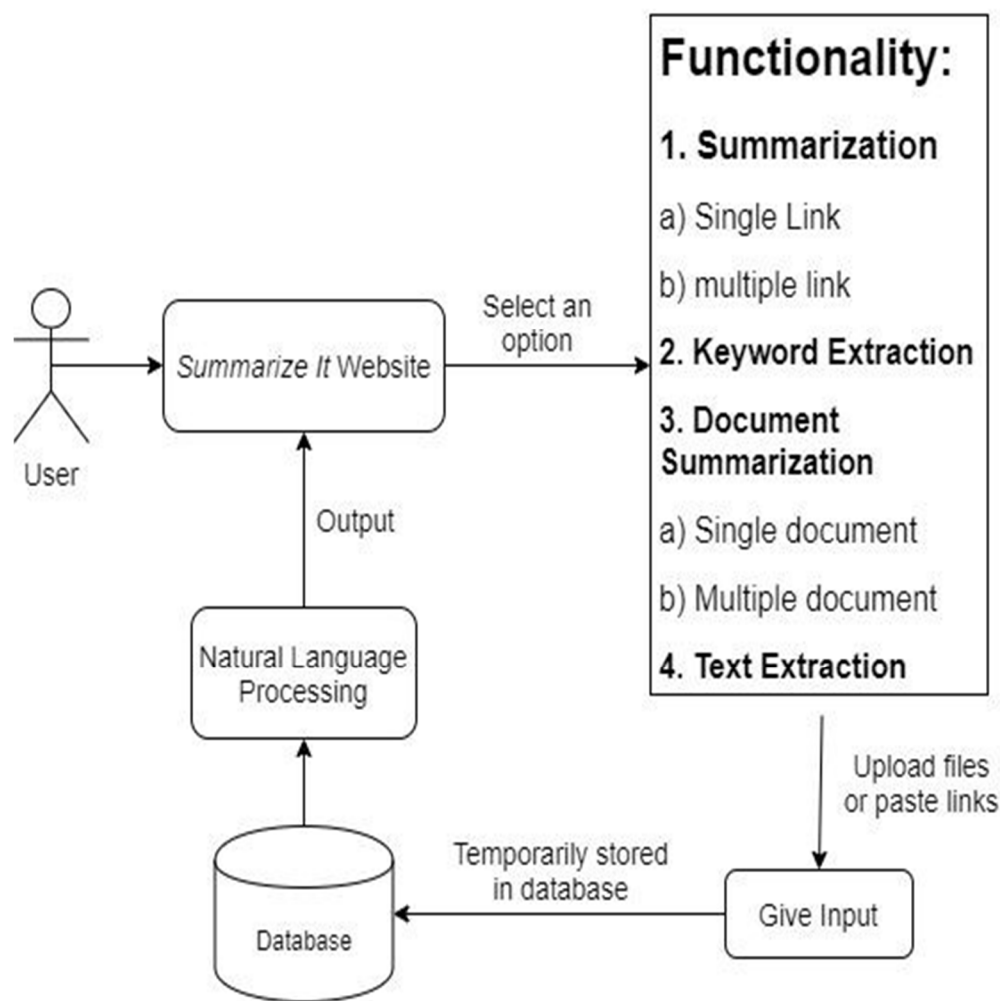 Functionality:
1. Summarization
a) Single Link
b) multiple link
2. Keyword Extraction
3. Document
Summarization
a) Single document
b) Multiple document
4. Text Extraction
User
Summarize It Website
Select an
option
Output
Natural Language
Processing
Upload files
or paste links
Temporarily stored
in database
Give Input
Database